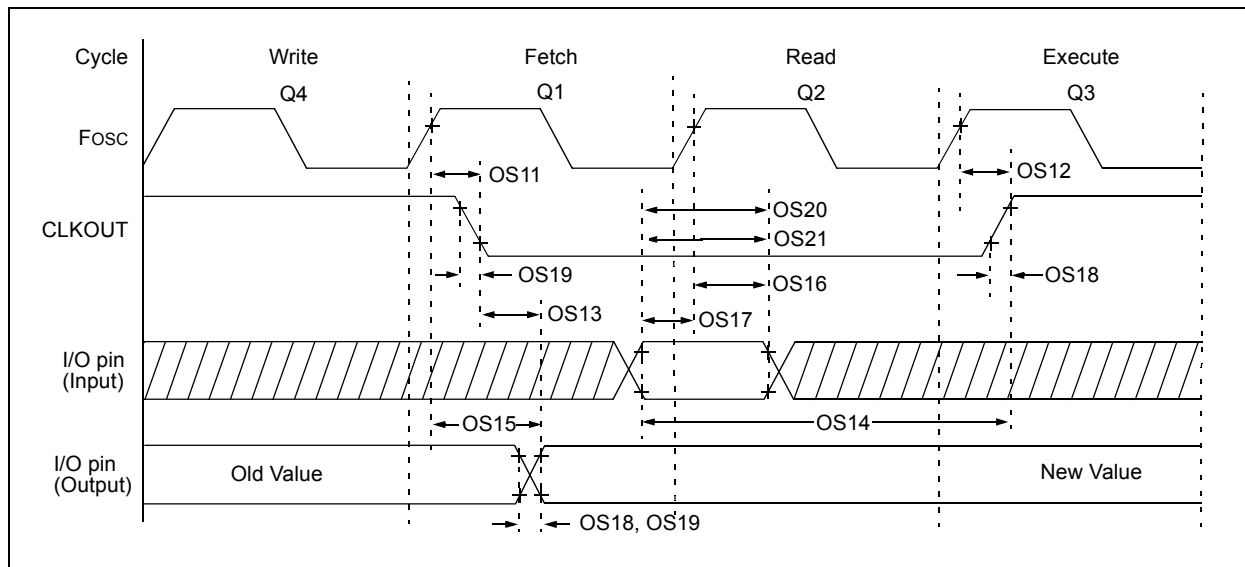 Cycle Write Fetch Read Execute
Q4 Q1 Q2 Q3
Fosc
OS11 OS12
CLKOUT
OS20
OS21
OS19 OS16 OS18
OS13 OS17
I/O pin
(Input)
OS15 OS14
I/O pin
(Output)
Old Value New Value
OS18, OS19